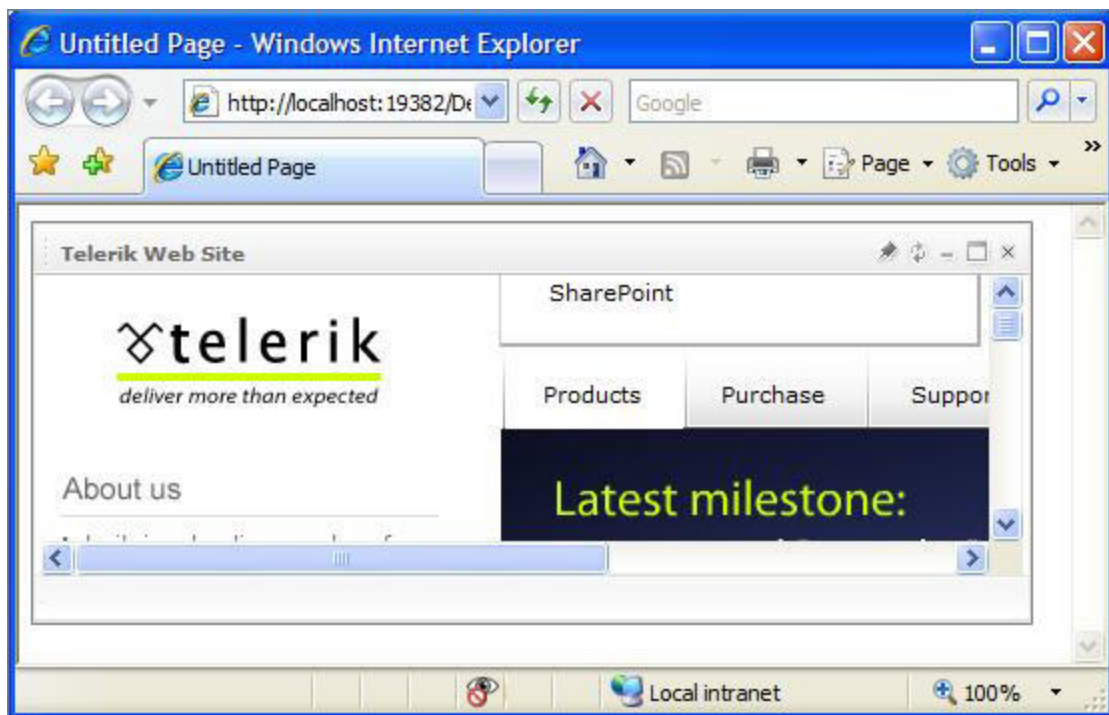 Untitled Page - Windows Internet Explorer
http://localhost:19382/De
Google
Untitled Page
Page
Tools
»
Telerik Web Site
SharePoint
telerik
deliver more than expected
Products Purchase Suppor
About us
Latest milestone:
Local intranet
100%